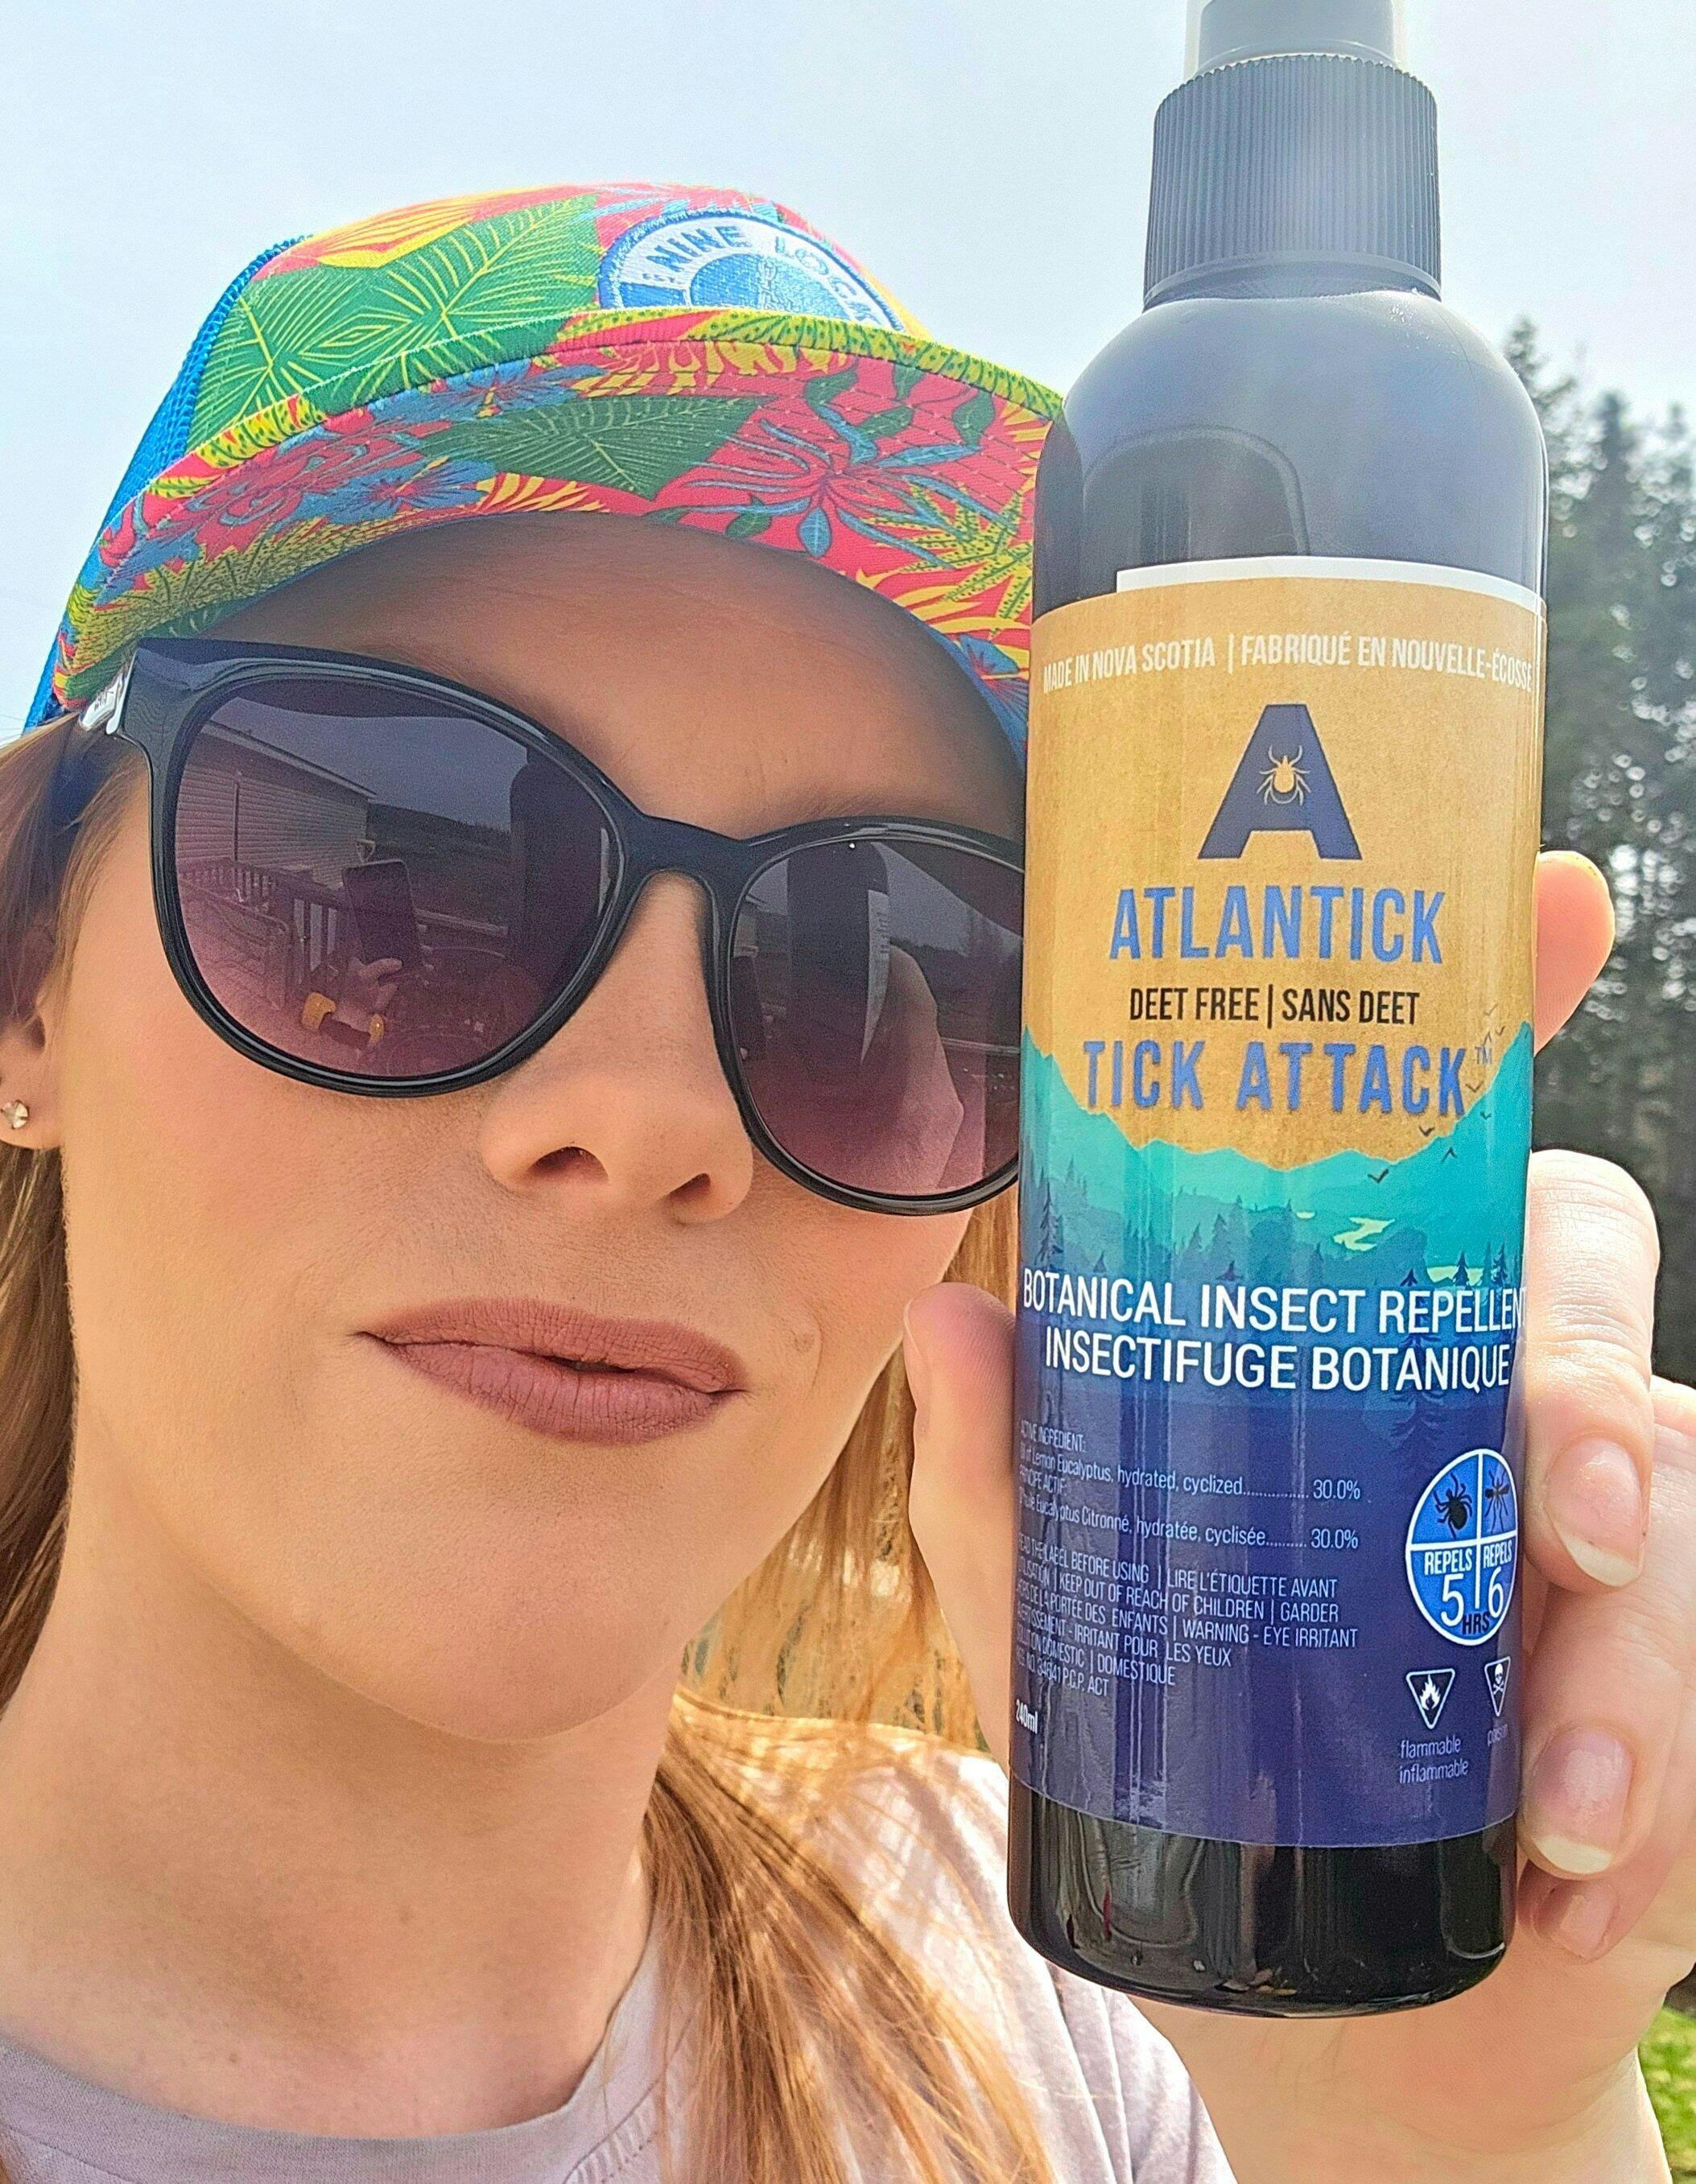 NINE LOCK
MADE IN NOVA SCOTIA | FABRIQUÉ EN NOUVELLE-ÉCOSSE
A
ATLANTICK
DEET FREE | SANS DEET
TICK ATTACK™
BOTANICAL INSECT REPELLENT
INSECTIFUGE BOTANIQUE
ACTIVE INGREDIENT:
of Lemon Eucalyptus, hydrated, cyclized............... 30.0%
ACTIF:
Eucalyptus Citronné, hydratée, cyclisée.......... 30.0%
READ THE LABEL BEFORE USING | LIRE L'ÉTIQUETTE AVANT
UTILISATION | KEEP OUT OF REACH OF CHILDREN | GARDER
HORS DE LA PORTÉE DES ENFANTS | WARNING - EYE IRRITANT
AVERTISSEMENT - IRRITANT POUR LES YEUX
DOMESTIC | DOMESTIQUE
P.C.P. ACT
240ml
REPELS REPELS
5 6
HRS
flammable
inflammable
poison